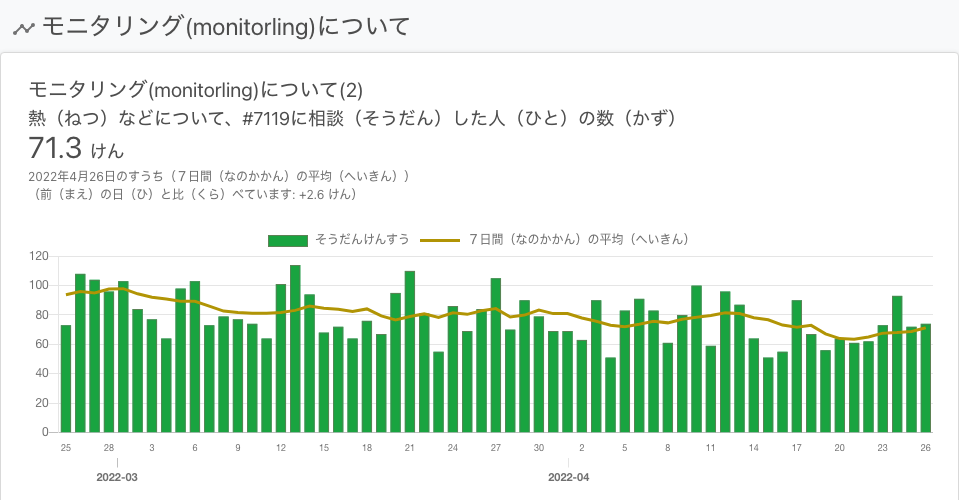 モニタリング(monitorling)について
モニタリング(monitorling)について(2)
熱（ねつ）などについて、#7119に相談（そうだん）した人（ひと）の数（かず）
71.3 けん
2022年4月26日のすうち（７日間（なのかかん）の平均（へいきん））
（前（まえ）の日（ひ）と比（くら）べています: +2.6 けん）
そうだんけんすう ７日間（なのかかん）の平均（へいきん）
120
100
80
60
40
20
0
25 28 3 6 9 12 15 18 21 24 27 30 2 5 8 11 14 17 20 23 26
2022-03 2022-04